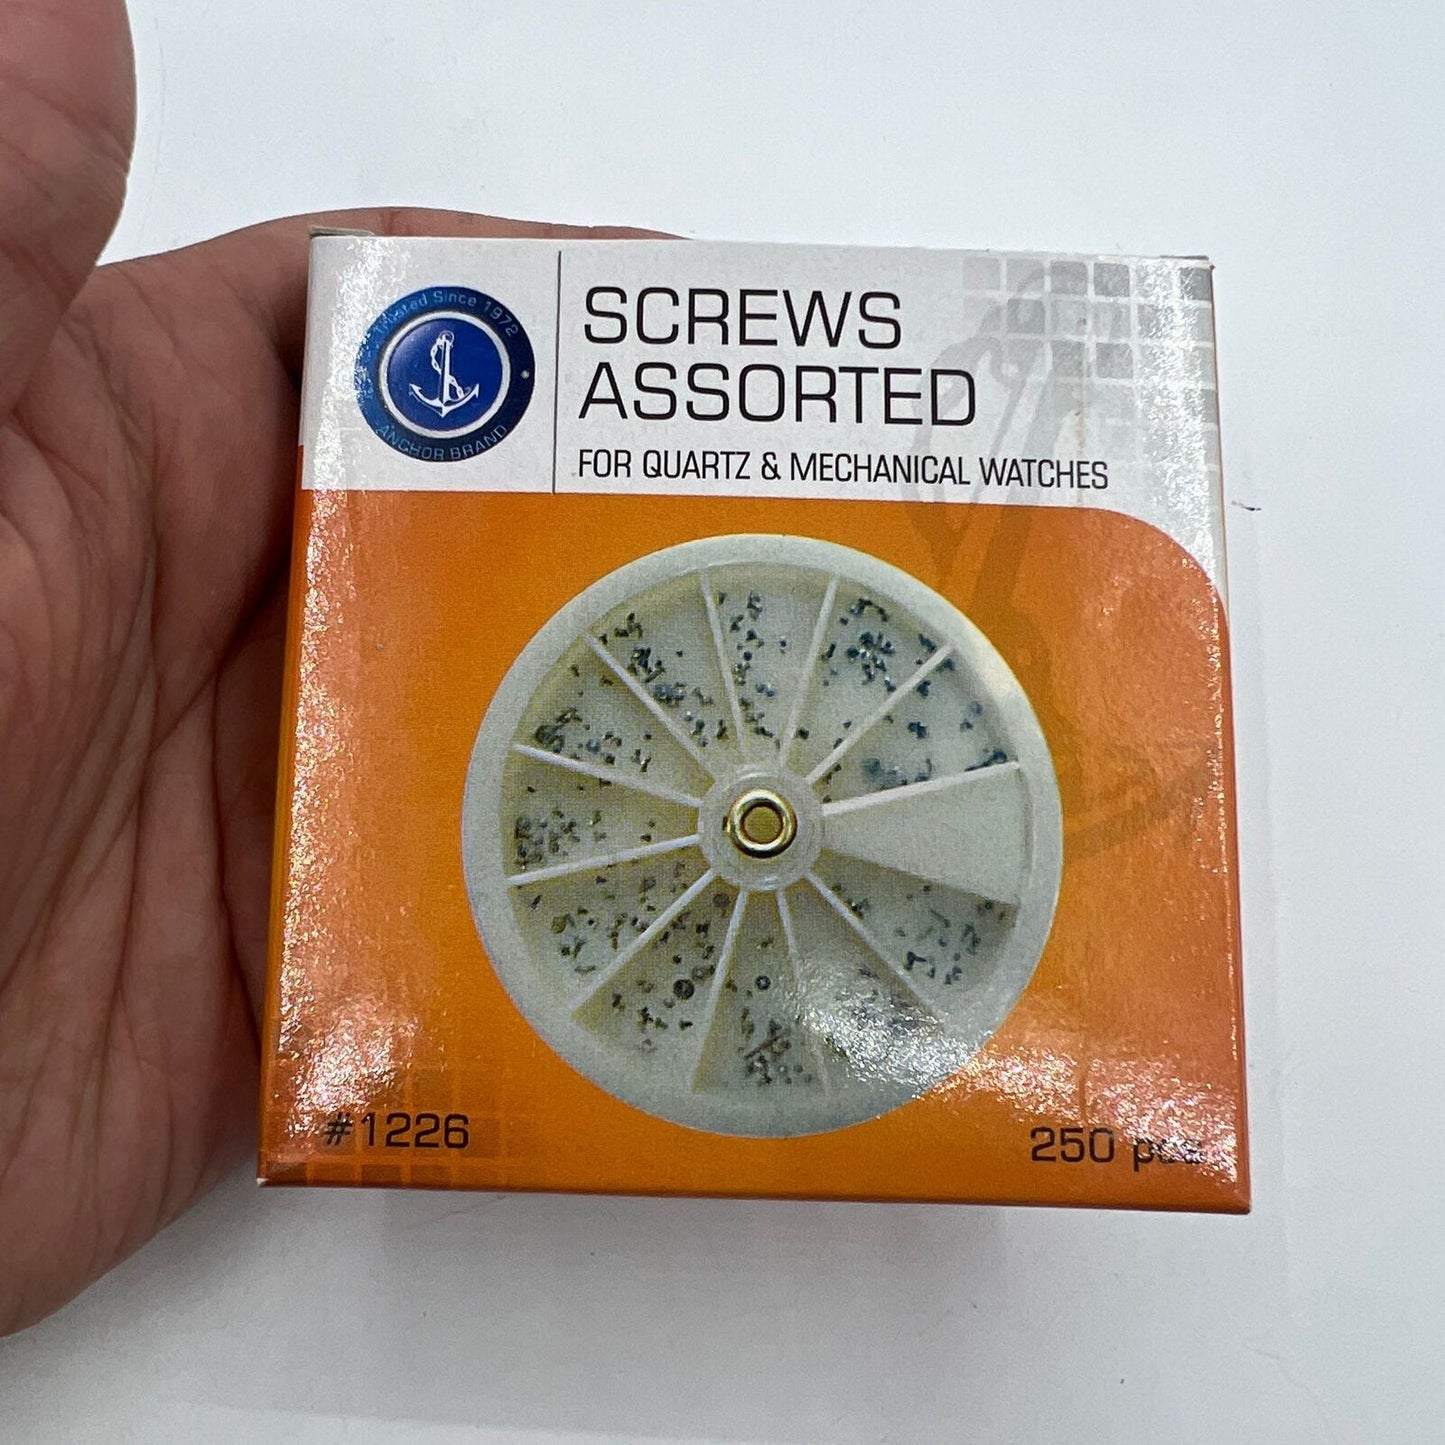 Trusted Since 1972
ANCHOR BRAND
SCREWS
ASSORTED
FOR QUARTZ & MECHANICAL WATCHES
#1226
250 pcs